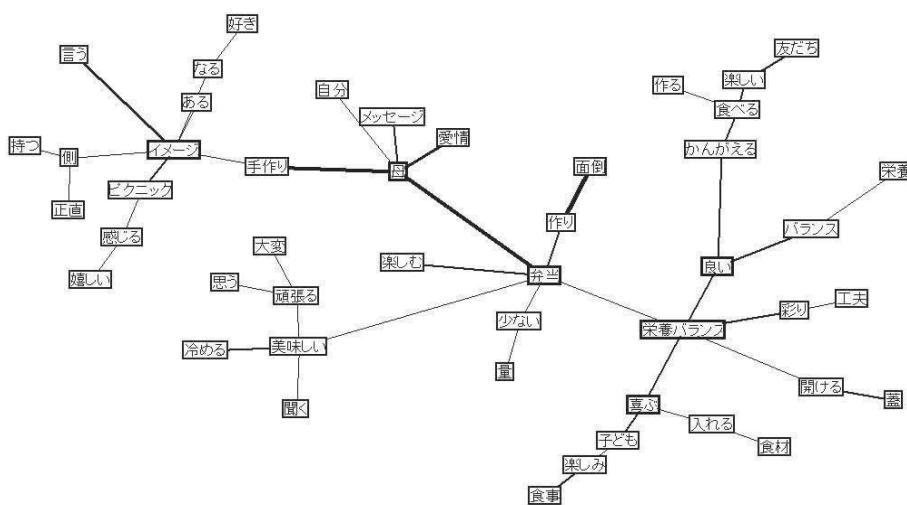 好き
言う
友だち
なる
楽しい
作る
自分
ある
食べる
メッセージ
愛情
持つ
側
イメージ
かんがえる
手作り
母
面倒
栄養
ピクニック
正直
作り
バランス
感じる
大変
楽しむ
弁当
良い
嬉しい
思う
頑張る
彩り
工夫
少ない
栄養バランス
冷める
美味しい
量
開ける
蓋
聞く
喜ぶ
入れる
子ども
食材
楽しみ
食事